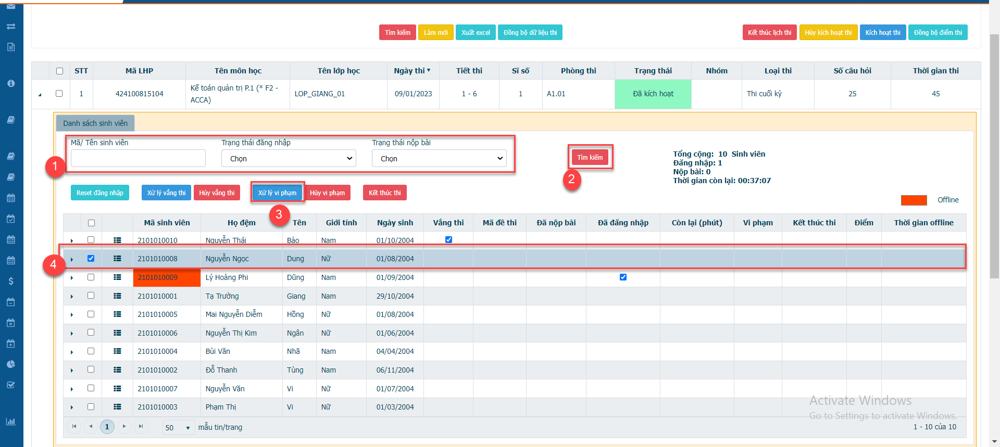 Tìm kiếm Làm mới Xuất excel Đồng bộ dữ liệu thi Kết thúc lịch thi Hủy kích hoạt thi Kích hoạt thi Đồng bộ điểm thi
STT Mã LHP Tên môn học Tên lớp học Ngày thi Tiết thi Sĩ số Phòng thi Trạng thái Nhóm Loại thi Số câu hỏi Thời gian thi
1 424100815104 Kế toán quản trị P.1 (* F2 - ACCA) LOP_GIANG_01 09/01/2023 1 - 6 1 A1.01 Đã kích hoạt Thi cuối kỳ 25 45
Danh sách sinh viên
Mã/ Tên sinh viên Trạng thái đăng nhập Trạng thái nộp bài
Chọn Chọn Tìm kiếm
1
2
Tổng cộng: 10 Sinh viên
Đăng nhập: 1
Nộp bài: 0
Thời gian còn lại: 00:37:07
Reset đăng nhập Xử lý vắng thi Hủy vắng thi Xử lý vi phạm Hủy vi phạm Kết thúc thi
Offline
3
Mã sinh viên Họ đệm Tên Giới tính Ngày sinh Vắng thi Mã đề thi Đã nộp bài Đã đăng nhập Còn lại (phút) Vi phạm Kết thúc thi Điểm Thời gian offline
2101010010 Nguyễn Thái Bảo Nam 01/10/2004
4
2101010008 Nguyễn Ngọc Dung Nữ 01/08/2004
2101010009 Lý Hoàng Phi Dũng Nam 01/09/2004
2101010001 Tạ Trường Giang Nam 29/10/2004
2101010005 Mai Nguyễn Diễm Hồng Nữ 01/08/2004
2101010006 Nguyễn Thị Kim Ngân Nữ 01/06/2004
2101010004 Bùi Văn Nhã Nam 04/04/2004
2101010002 Đỗ Thanh Tùng Nam 06/11/2004
2101010007 Nguyễn Văn Vi Nữ 01/07/2004
2101010003 Phạm Thị Vi Nữ 01/03/2004
Activate Windows
Go to Settings to activate Windows.
1 50 mẫu tin/trang 1 - 10 của 10